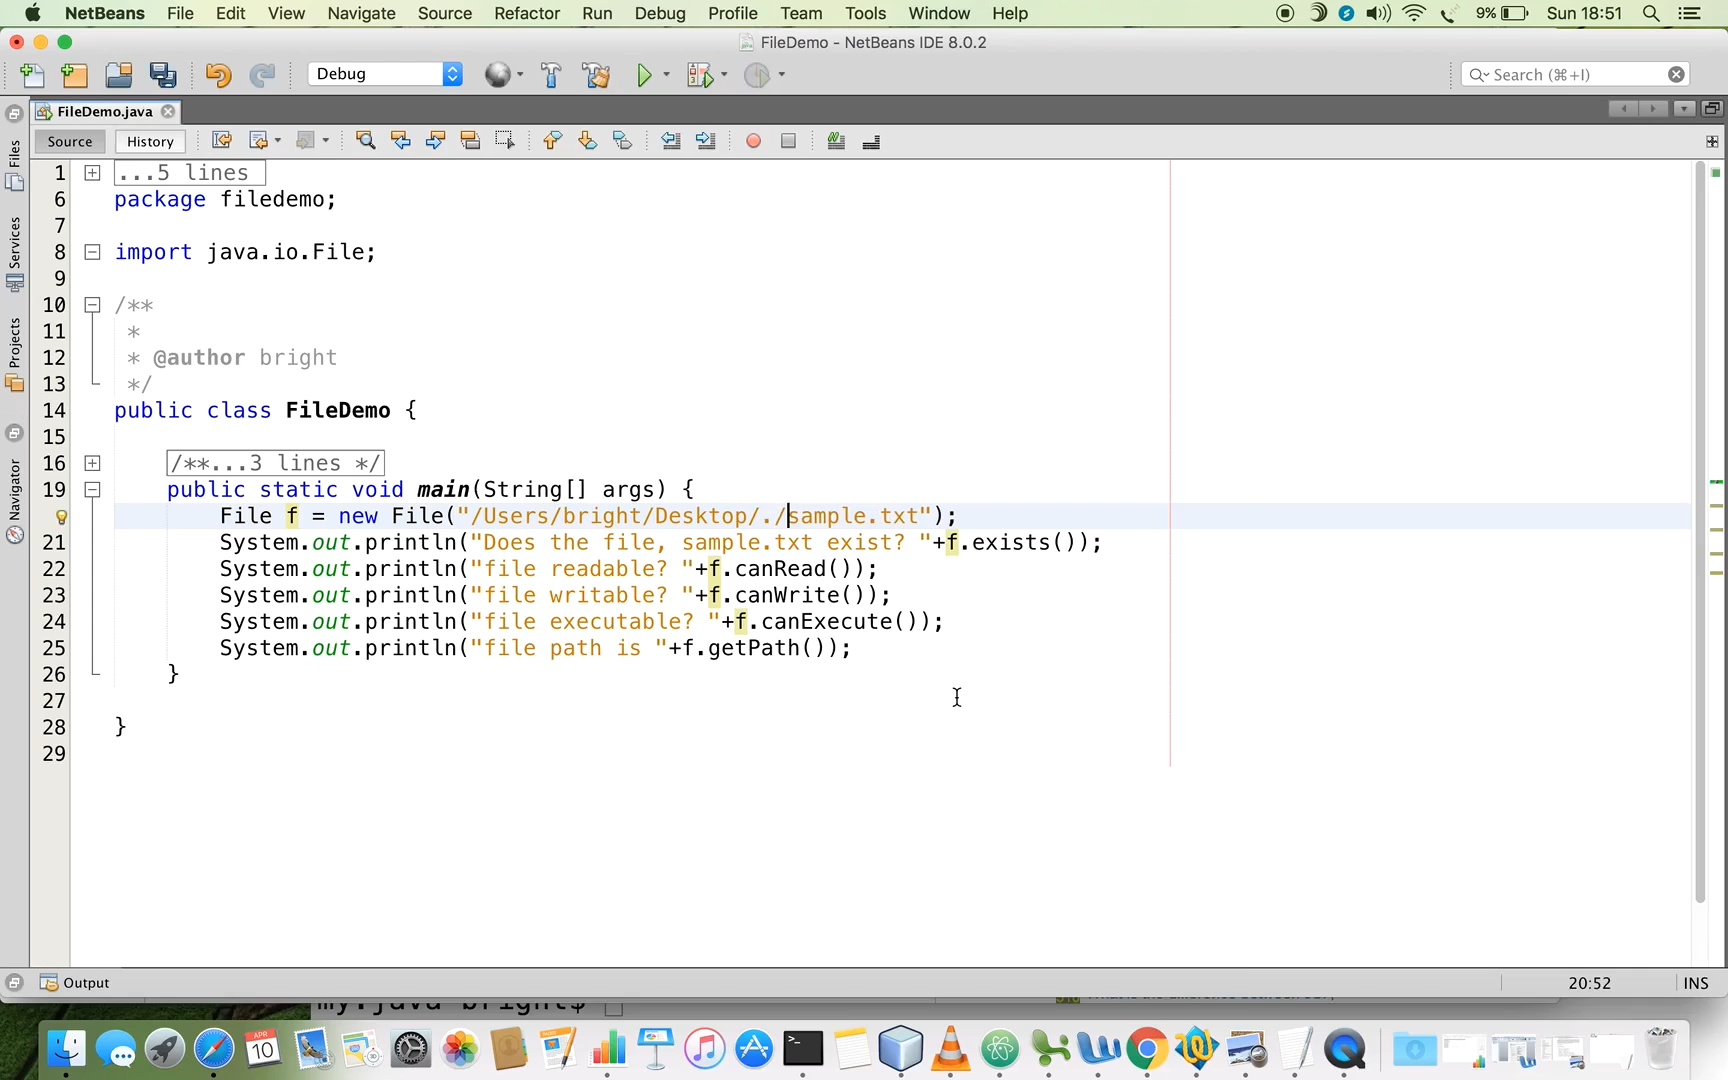 NetBeans File Edit View Navigate Source Refactor Run Debug Profile Team Tools Window Help 9% Sun 18:51
FileDemo - NetBeans IDE 8.0.2
Debug Search (⌘+I)
FileDemo.java
Source History
Files
Services
Projects
Navigator
1 ...5 lines
6 package filedemo;
7
8 import java.io.File;
9
10 /**
11 *
12 * @author bright
13 */
14 public class FileDemo {
15
16 /**...3 lines */
19 public static void main(String[] args) {
File f = new File("/Users/bright/Desktop/./sample.txt");
21 System.out.println("Does the file, sample.txt exist? "+f.exists());
22 System.out.println("file readable? "+f.canRead());
23 System.out.println("file writable? "+f.canWrite());
24 System.out.println("file executable? "+f.canExecute());
25 System.out.println("file path is "+f.getPath());
26 }
27
28 }
29
Output 20:52 INS
my.java bright$
APR
10